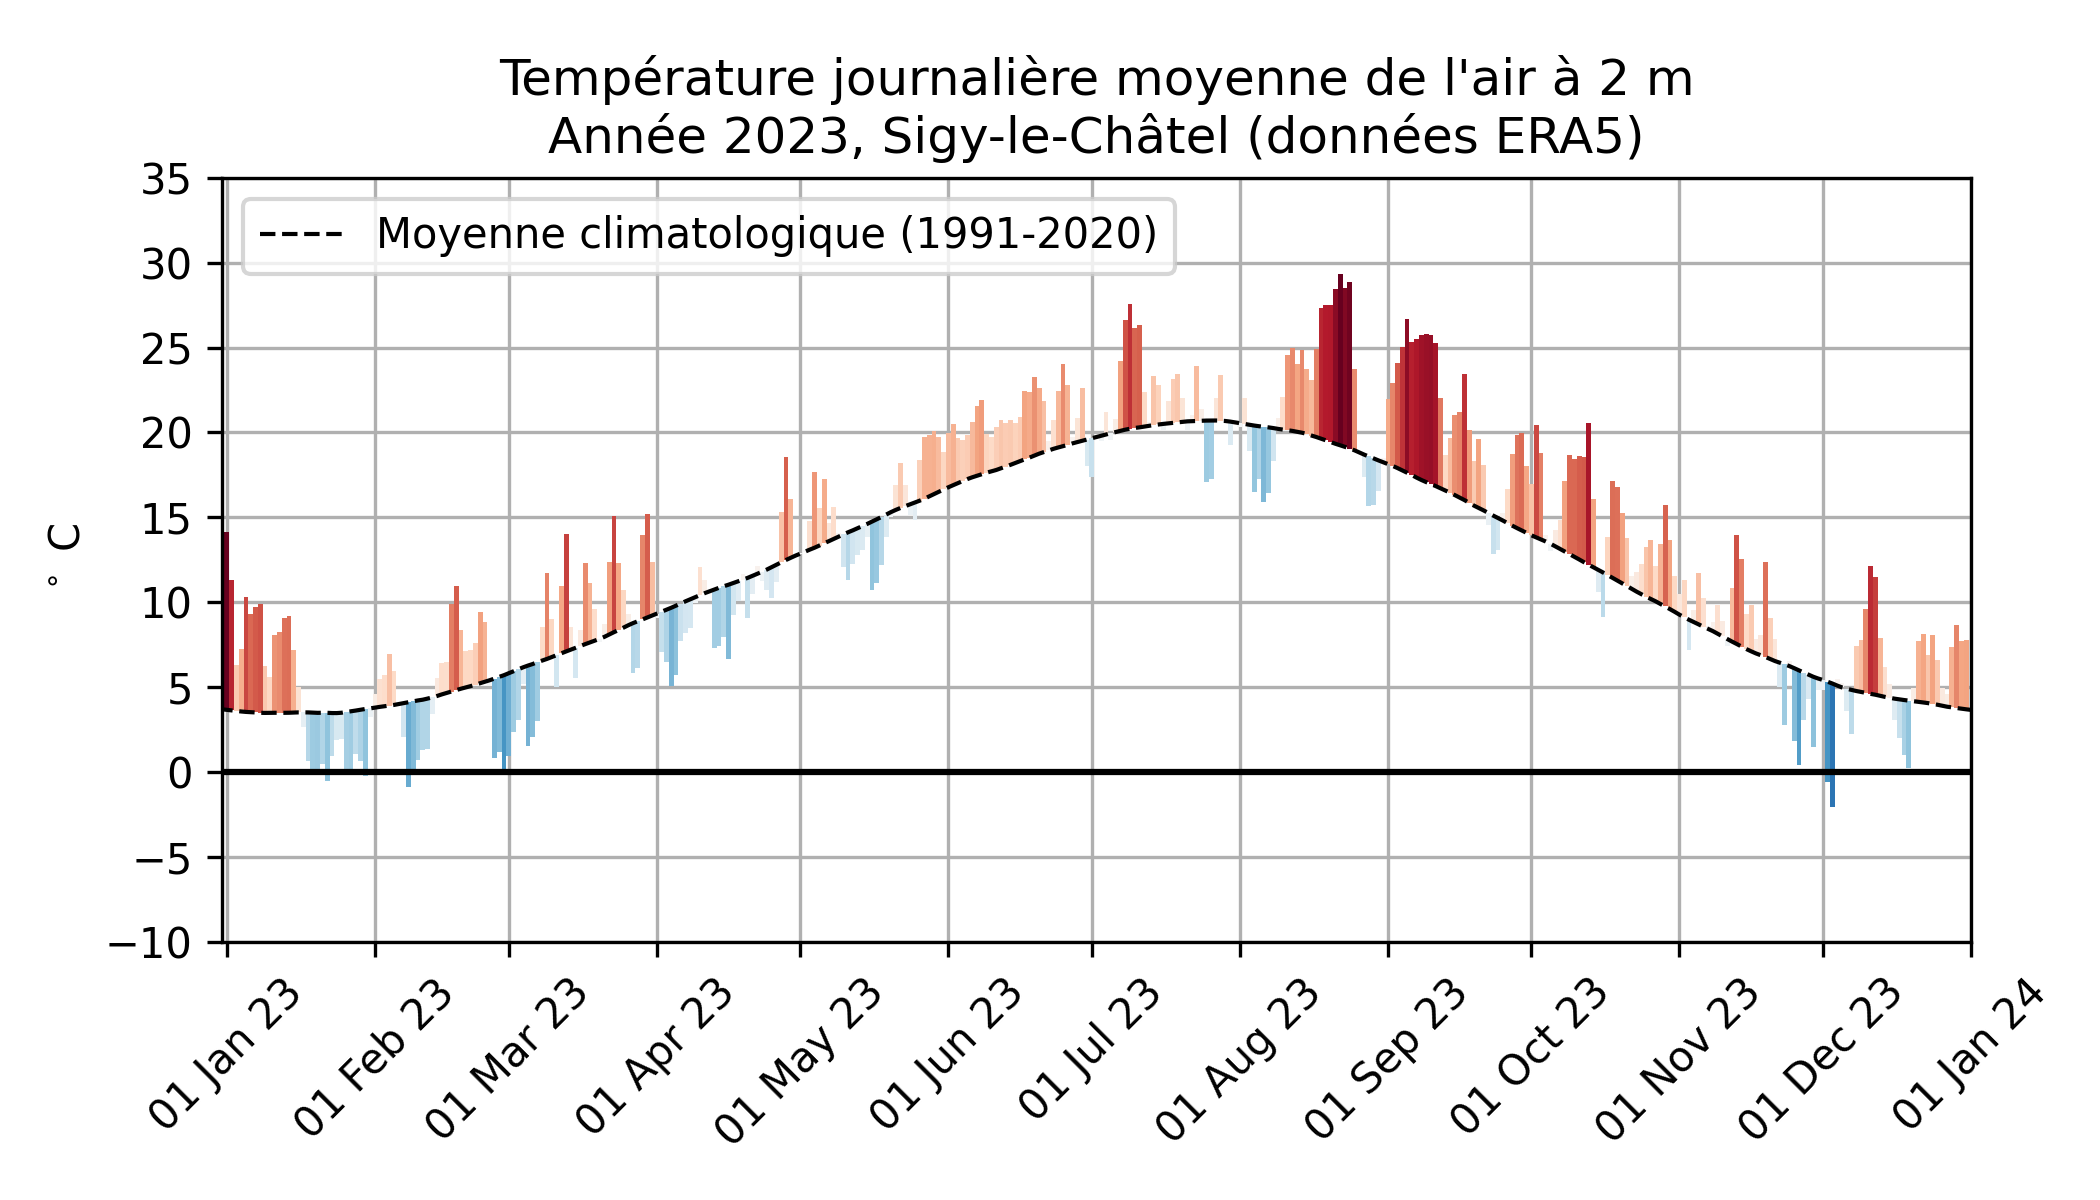 Température journalière moyenne de l'air à 2 m
Année 2023, Sigy-le-Châtel (données ERA5)
Moyenne climatologique (1991-2020)
° C
35
30
25
20
15
10
5
0
−5
−10
01 Jan 23
01 Feb 23
01 Mar 23
01 Apr 23
01 May 23
01 Jun 23
01 Jul 23
01 Aug 23
01 Sep 23
01 Oct 23
01 Nov 23
01 Dec 23
01 Jan 24